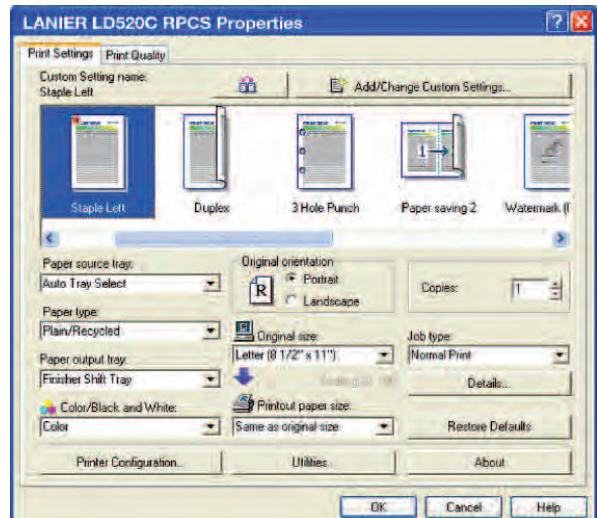 LANIER LD520C RPCS Properties
Print Settings Print Quality
Custom Setting name:
Staple Left
Add/Change Custom Settings...
Staple Left Duplex 3 Hole Punch Paper saving 2 Watermark
1
Paper source tray:
Auto Tray Select
Original orientation
R
Portrait
Landscape
Copies: 1
Paper type:
Plain/Recycled
Original size:
Letter (8 1/2" x 11")
Job type:
Normal Print
Paper output tray:
Finisher Shift Tray
Details...
Color/Black and White:
Color
Printout paper size:
Same as original size
Restore Defaults
Printer Configuration... Utilities... About
OK Cancel Help